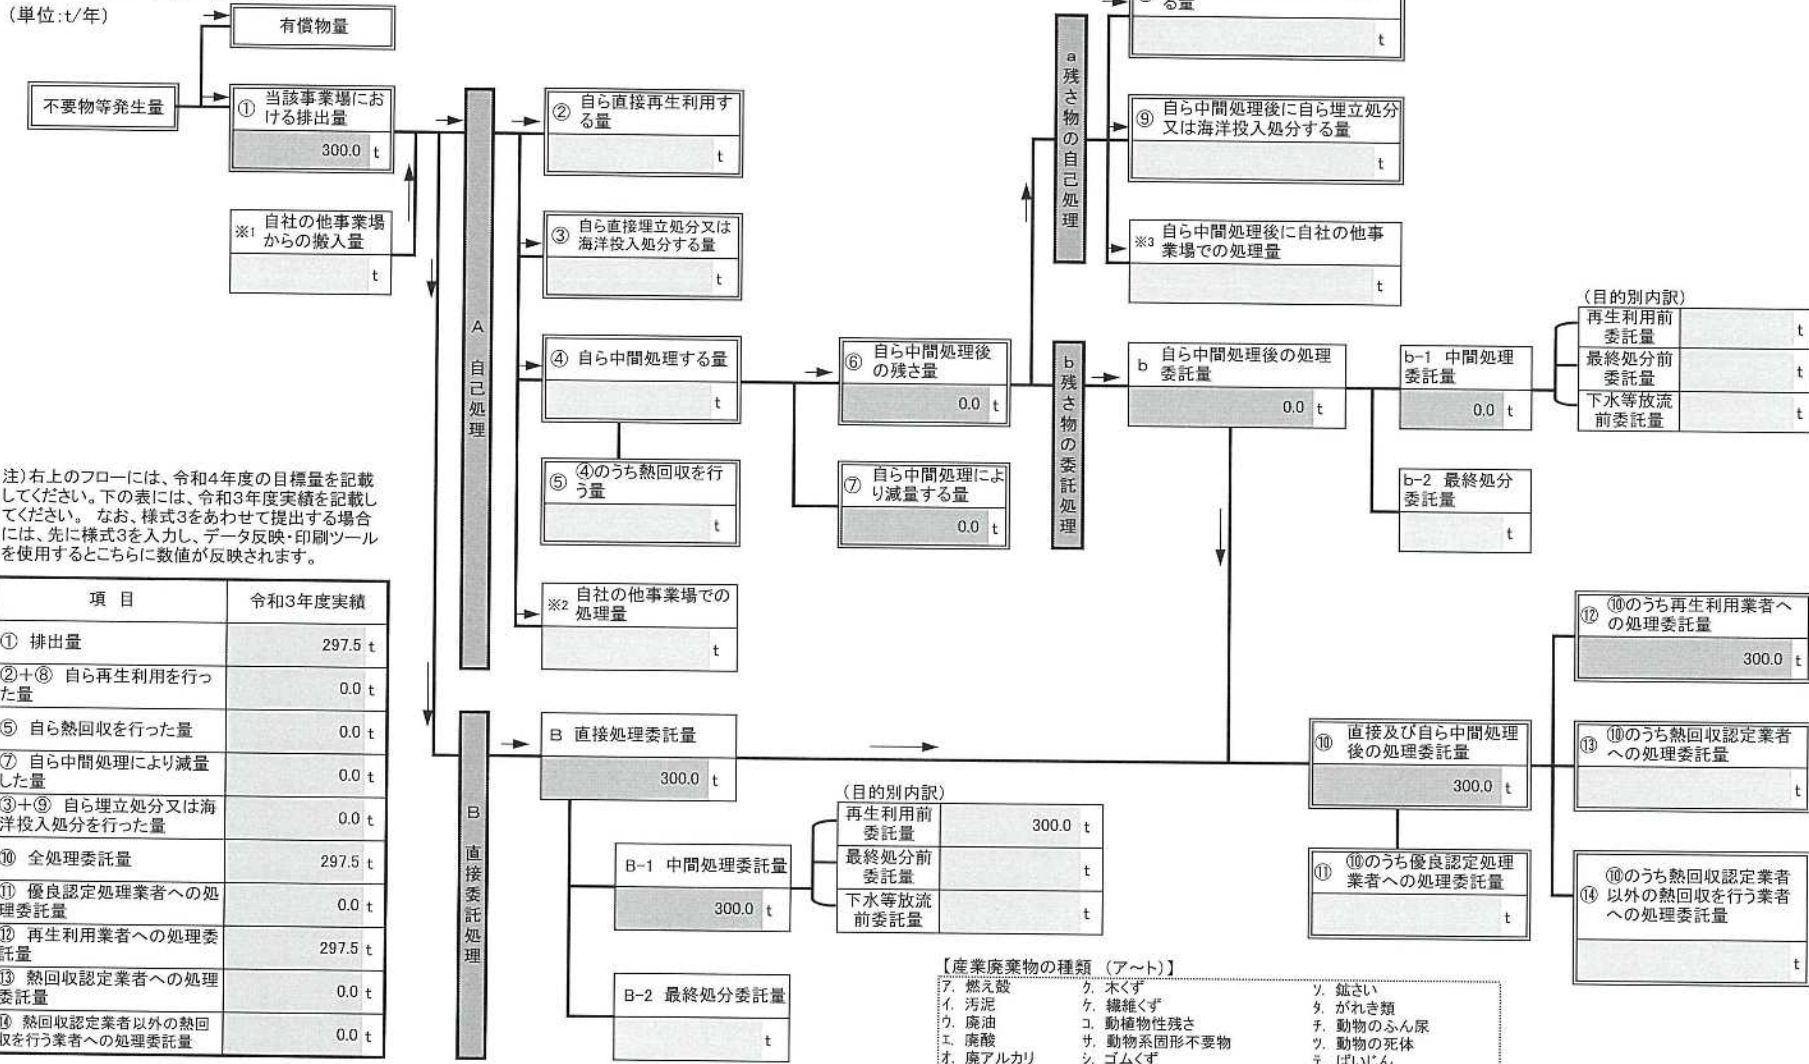 (単位:t/年)
有償物量
不要物等発生量
① 当該事業場にお
ける排出量
300.0 t
※1 自社の他事業場
からの搬入量
t
A 自己処理
② 自ら直接再生利用す
る量
t
③ 自ら直接埋立処分又は
海洋投入処分する量
t
④ 自ら中間処理する量
t
⑤ ④のうち熱回収を行
う量
t
※2 自社の他事業場での
処理量
t
⑥ 自ら中間処理後
の残さ量
0.0 t
⑦ 自ら中間処理によ
り減量する量
0.0 t
a 残さ物の自己処理
る量
t
⑨ 自ら中間処理後に自ら埋立処分
又は海洋投入処分する量
t
※3 自ら中間処理後に自社の他事
業場での処理量
t
b 残さ物の委託処理
b 自ら中間処理後の処理
委託量
0.0 t
b-1 中間処理
委託量
0.0 t
(目的別内訳)
再生利用前
委託量
t
最終処分前
委託量
t
下水等放流
前委託量
t
b-2 最終処分
委託量
t
注)右上のフローには、令和4年度の目標量を記載
してください。下の表には、令和3年度実績を記載し
てください。 なお、様式3をあわせて提出する場合
には、先に様式3を入力し、データ反映・印刷ツール
を使用するとこちらに数値が反映されます。
項 目 令和3年度実績
① 排出量 297.5 t
②+⑧ 自ら再生利用を行っ
た量 0.0 t
⑤ 自ら熱回収を行った量 0.0 t
⑦ 自ら中間処理により減量
した量 0.0 t
③+⑨ 自ら埋立処分又は海
洋投入処分を行った量 0.0 t
⑩ 全処理委託量 297.5 t
⑪ 優良認定処理業者への処
理委託量 0.0 t
⑫ 再生利用業者への処理委
託量 297.5 t
⑬ 熱回収認定業者への処理
委託量 0.0 t
⑭ 熱回収認定業者以外の熱回
収を行う業者への処理委託量 0.0 t
B 直接委託処理
B 直接処理委託量
300.0 t
B-1 中間処理委託量
300.0 t
(目的別内訳)
再生利用前
委託量
300.0 t
最終処分前
委託量
t
下水等放流
前委託量
t
B-2 最終処分委託量
t
⑩ 直接及び自ら中間処理
後の処理委託量
300.0 t
⑪ ⑩のうち優良認定処理
業者への処理委託量
t
⑫ ⑩のうち再生利用業者へ
の処理委託量
300.0 t
⑬ ⑩のうち熱回収認定業者
への処理委託量
t
⑭ ⑩のうち熱回収認定業者
以外の熱回収を行う業者
への処理委託量
t
【産業廃棄物の種類 (ア～ト)】
ア. 燃え殻 ク. 木くず ソ. 鉱さい
イ. 汚泥 ケ. 繊維くず タ. がれき類
ウ. 廃油 コ. 動植物性残さ チ. 動物のふん尿
エ. 廃酸 サ. 動物系固形不要物 ツ. 動物の死体
オ. 廃アルカリ シ. ゴムくず テ. ばいじん